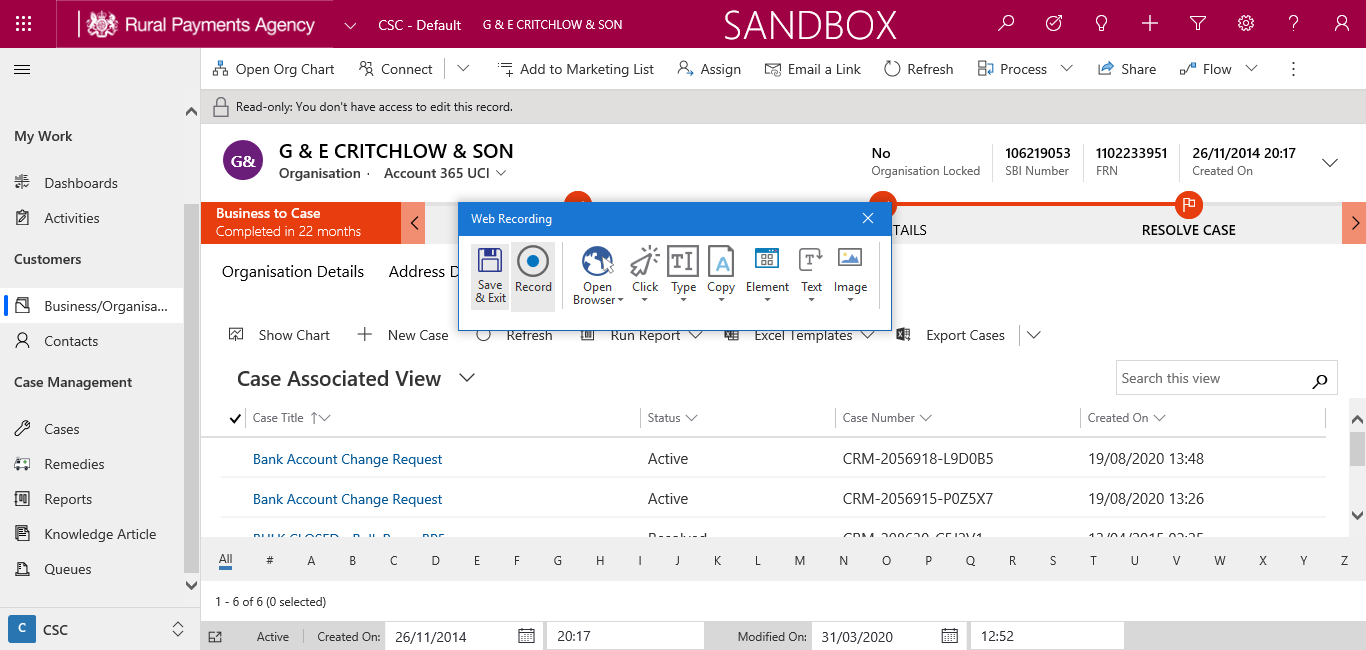 Rural Payments Agency
CSC - Default
G & E CRITCHLOW & SON
SANDBOX
Open Org Chart
Connect
Add to Marketing List
Assign
Email a Link
Refresh
Process
Share
Flow
Read-only: You don't have access to edit this record.
My Work
Dashboards
Activities
Customers
Business/Organisa...
Contacts
Case Management
Cases
Remedies
Reports
Knowledge Article
Queues
C CSC
G&
G & E CRITCHLOW & SON
Organisation · Account 365 UCI
No
Organisation Locked
106219053
SBI Number
1102233951
FRN
26/11/2014 20:17
Created On
Business to Case
Completed in 22 months
TAILS
RESOLVE CASE
Web Recording
Save
& Exit
Record
Open
Browser
Click
Type
Copy
Element
Text
Image
Organisation Details
Address D
Show Chart
New Case
Refresh
Run Report
Excel Templates
Export Cases
Case Associated View
Search this view
Case Title
Status
Case Number
Created On
Bank Account Change Request Active CRM-2056918-L9D0B5 19/08/2020 13:48
Bank Account Change Request Active CRM-2056915-P0Z5X7 19/08/2020 13:26
All # A B C D E F G H I J K L M N O P Q R S T U V W X Y Z
1 - 6 of 6 (0 selected)
Active
Created On: 26/11/2014 20:17
Modified On: 31/03/2020 12:52